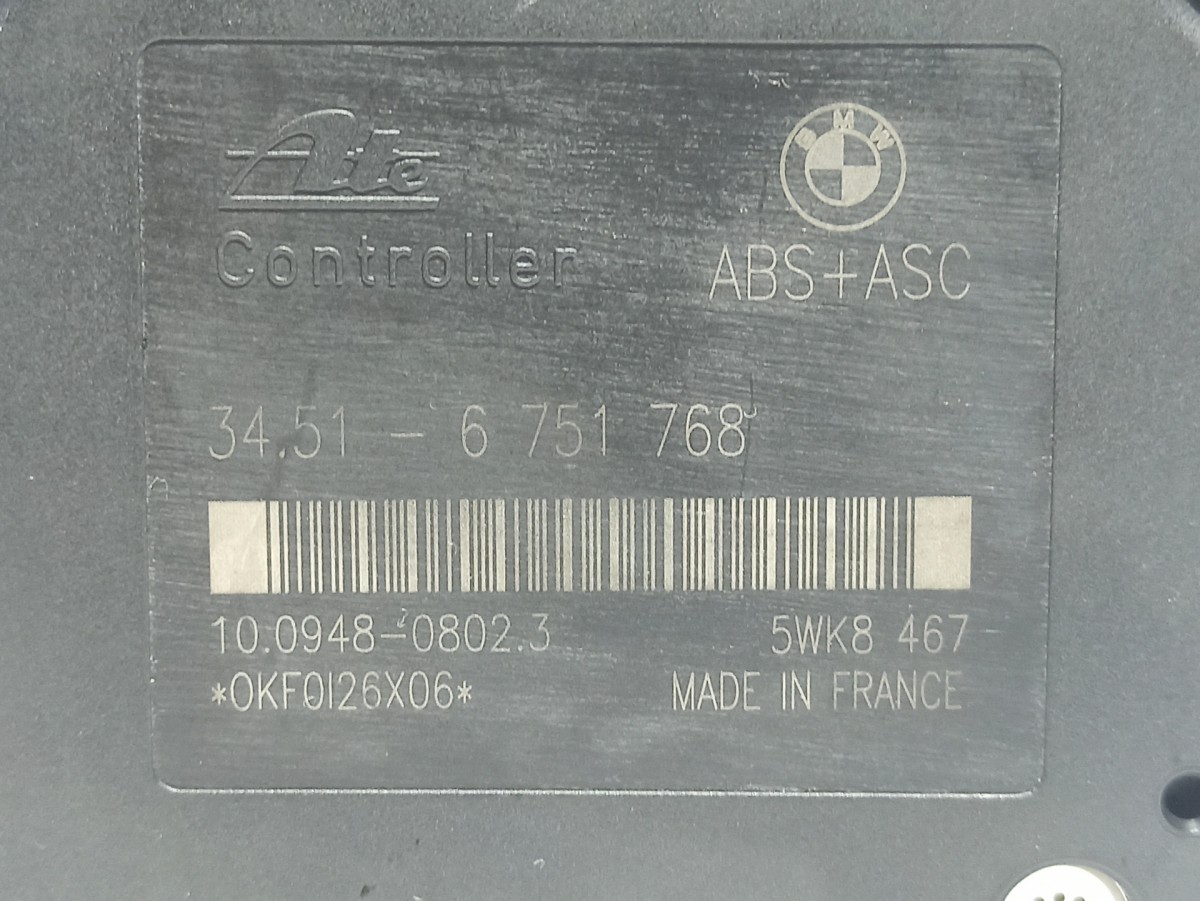 Ate
BMW
Controller
ABS+ASC
34.51 - 6 751 768
10.0948-0802.3
5WK8 467
*0KF0126X06*
MADE IN FRANCE